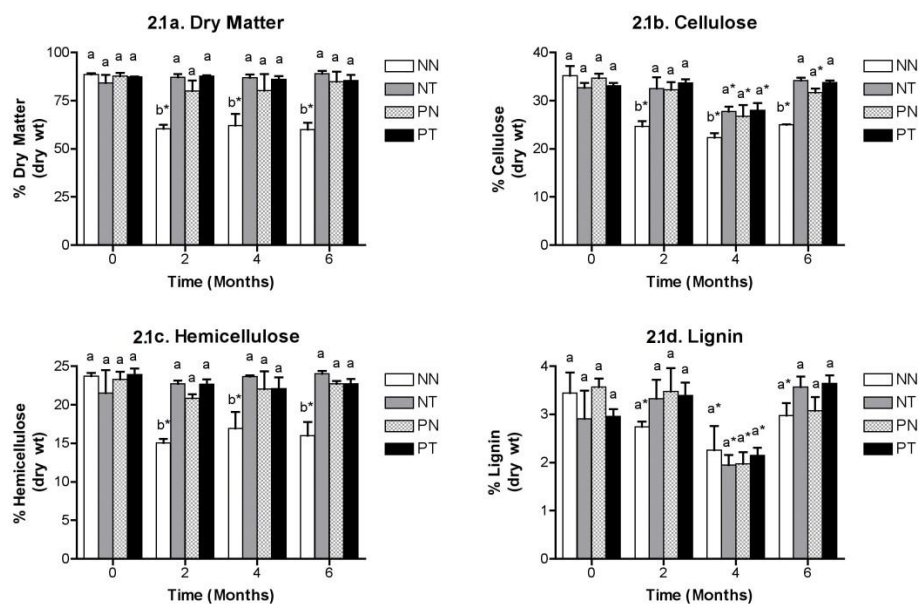 2.1a. Dry Matter
% Dry Matter
(dry wt)
100
75
50
25
0
a a a a
b* a a a
b* a a a
b* a a a
0 2 4 6
Time (Months)
NN
NT
PN
PT
2.1b. Cellulose
% Cellulose
(dry wt)
40
30
20
10
0
a a a a
b* a a a
b* a* a* a*
b* a a* a
0 2 4 6
Time (Months)
NN
NT
PN
PT
2.1c. Hemicellulose
% Hemicellulose
(dry wt)
25
20
15
10
5
0
a a a a
b* a a a
b* a a a
b* a a a
0 2 4 6
Time (Months)
NN
NT
PN
PT
2.1d. Lignin
% Lignin
(dry wt)
4
3
2
1
0
a a a a
a* a a a
a* a* a* a*
a* a a a
0 2 4 6
Time (Months)
NN
NT
PN
PT